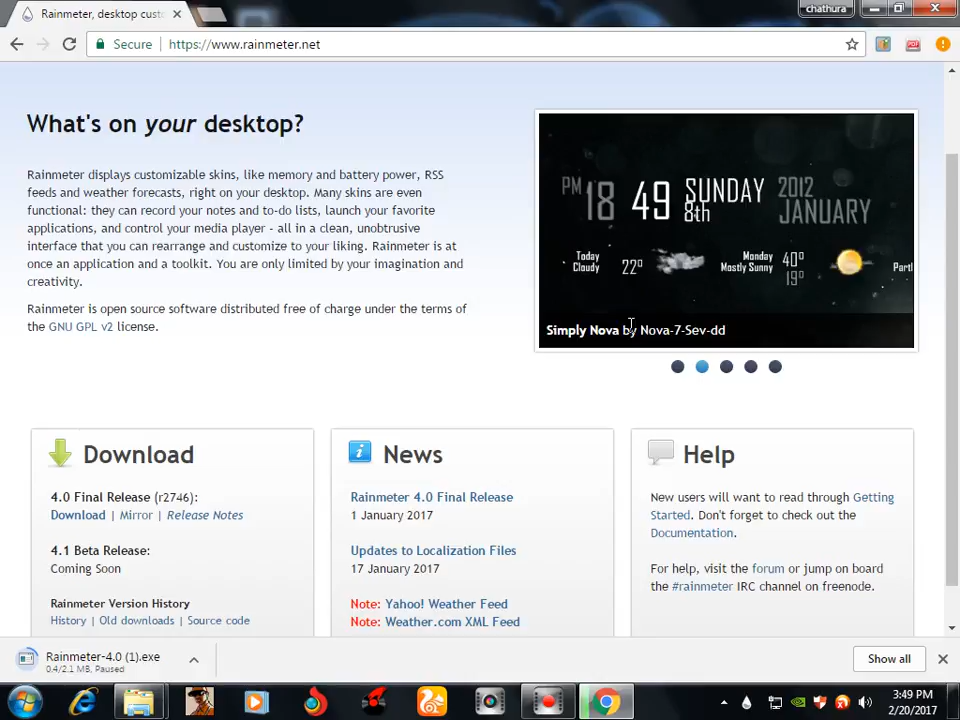 Rainmeter, desktop cust
chathura
Secure
https://www.rainmeter.net
PDF
What's on your desktop?
Rainmeter displays customizable skins, like memory and battery power, RSS
feeds and weather forecasts, right on your desktop. Many skins are even
functional: they can record your notes and to-do lists, launch your favorite
applications, and control your media player - all in a clean, unobtrusive
interface that you can rearrange and customize to your liking. Rainmeter is at
once an application and a toolkit. You are only limited by your imagination and
creativity.
Rainmeter is open source software distributed free of charge under the terms of
the GNU GPL v2 license.
PM 18 49 SUNDAY 8th 2012 JANUARY
Today Cloudy 22° Monday Mostly Sunny 40° 19° Partl
Simply Nova by Nova-7-Sev-dd
Download
4.0 Final Release (r2746):
Download | Mirror | Release Notes
4.1 Beta Release:
Coming Soon
Rainmeter Version History
History | Old downloads | Source code
News
Rainmeter 4.0 Final Release
1 January 2017
Updates to Localization Files
17 January 2017
Note: Yahoo! Weather Feed
Note: Weather.com XML Feed
Help
New users will want to read through Getting
Started. Don't forget to check out the
Documentation.
For help, visit the forum or jump on board
the #rainmeter IRC channel on freenode.
Rainmeter-4.0 (1).exe
0.4/2.1 MB, Paused
Show all
3:49 PM
2/20/2017